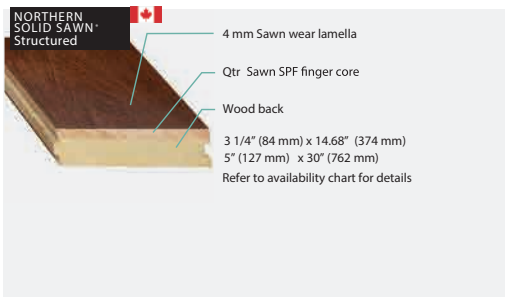 NORTHERN
SOLID SAWN
Structured
4 mm Sawn wear lamella
Qtr Sawn SPF finger core
Wood back
3 1/4” (84 mm) x 14.68” (374 mm)
5” (127 mm) x 30” (762 mm)
Refer to availability chart for details